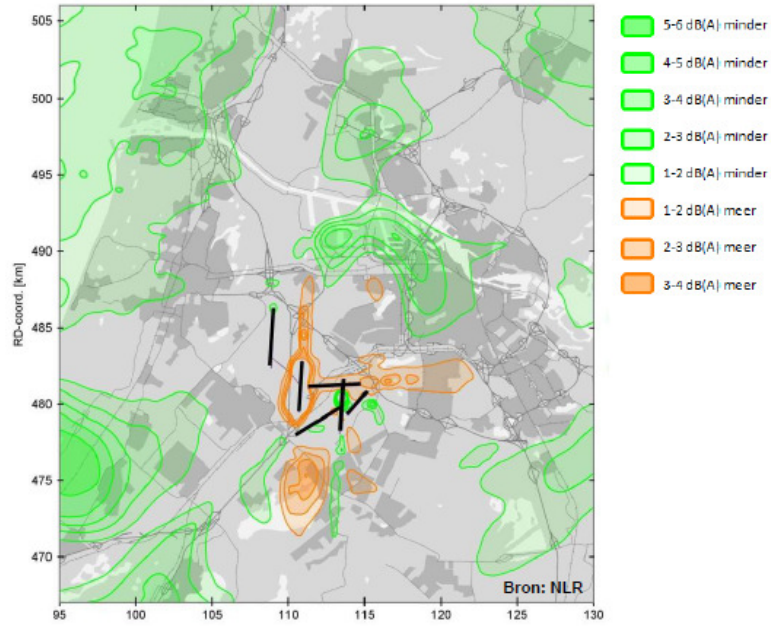 505
500
495
490
485
480
475
470
RD-coord. [km]
95
100
105
110
115
120
125
130
Bron: NLR
5-6 dB(A) minder
4-5 dB(A) minder
3-4 dB(A) minder
2-3 dB(A) minder
1-2 dB(A) minder
1-2 dB(A) meer
2-3 dB(A) meer
3-4 dB(A) meer